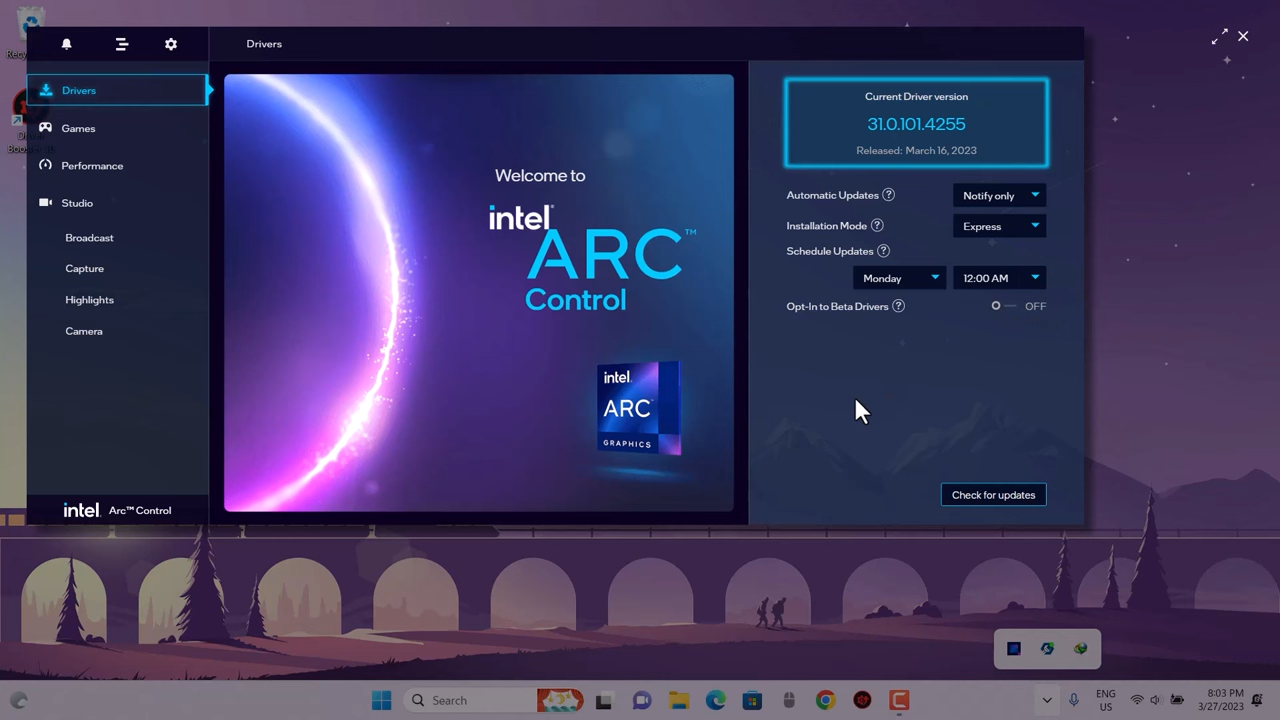 Drivers
Recyc
Drivers
Games
Performance
Studio
Broadcast
Capture
Highlights
Camera
intel. Arc™ Control
Welcome to
intel®
ARC™
Control
intel.
ARC™
GRAPHICS
Current Driver version
31.0.101.4255
Released: March 16, 2023
Automatic Updates ?
Notify only
Installation Mode ?
Express
Schedule Updates ?
Monday
12:00 AM
Opt-In to Beta Drivers ?
OFF
Check for updates
Search
ENG
US
8:03 PM
3/27/2023